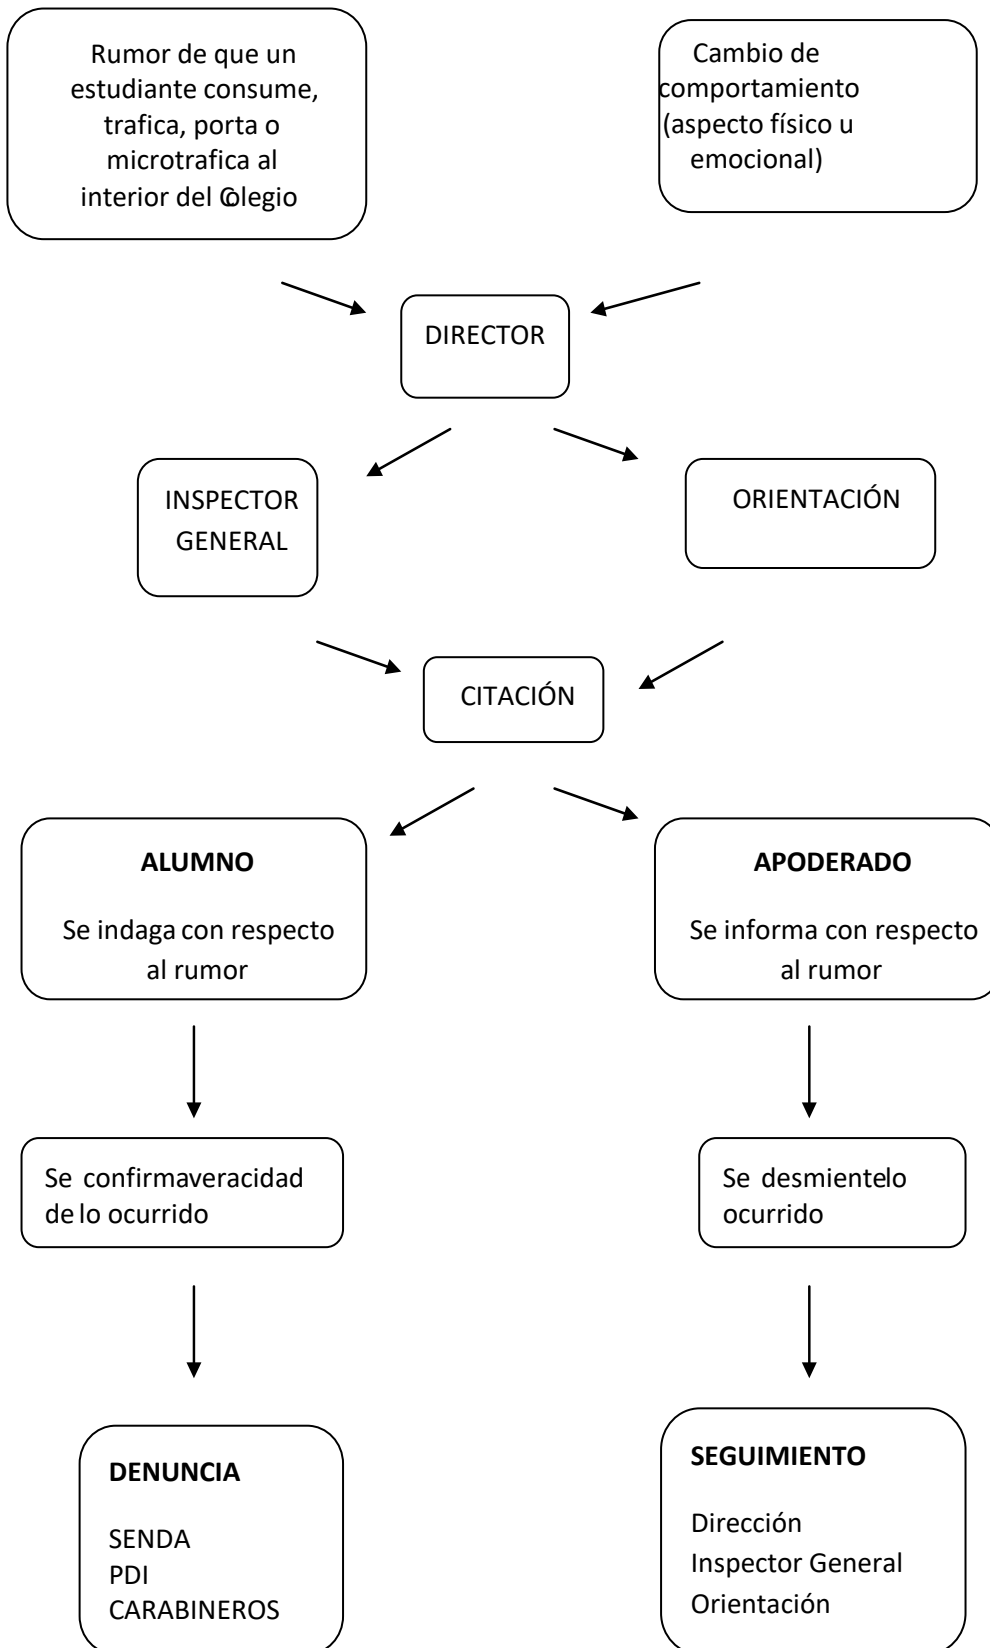 Rumor de que un
estudiante consume,
trafica, porta o
microtrafica al
interior del Colegio
Cambio de
comportamiento
(aspecto físico u
emocional)
DIRECTOR
INSPECTOR
GENERAL
ORIENTACIÓN
CITACIÓN
ALUMNO
Se indaga con respecto
al rumor
APODERADO
Se informa con respecto
al rumor
Se confirmaveracidad
de lo ocurrido
Se desmientelo
ocurrido
DENUNCIA
SENDA
PDI
CARABINEROS
SEGUIMIENTO
Dirección
Inspector General
Orientación